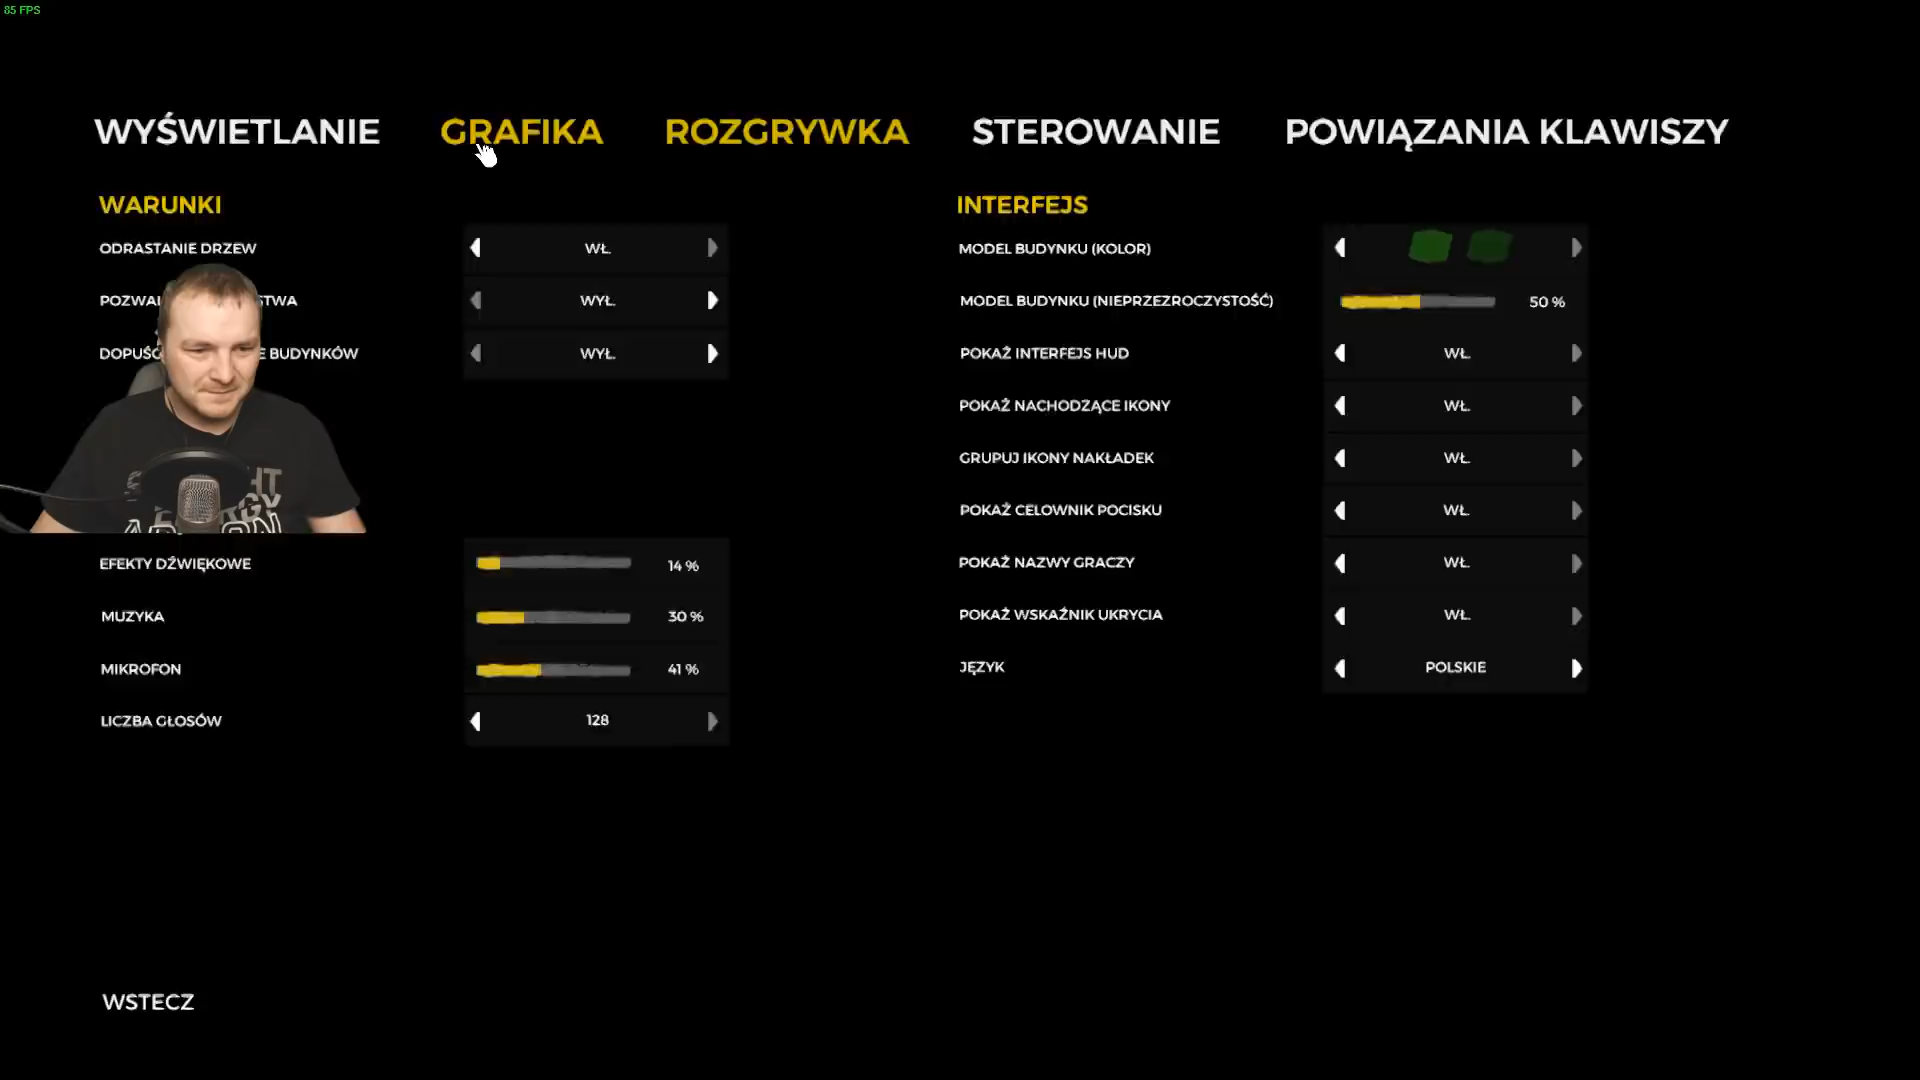 85 FPS
WYŚWIETLANIE GRAFIKA ROZGRYWKA STEROWANIE POWIĄZANIA KLAWISZY
WARUNKI
ODRASTANIE DRZEW WŁ.
WYŁ.
BUDYNKÓW WYŁ.
EFEKTY DŹWIĘKOWE 14 %
MUZYKA 30 %
MIKROFON 41 %
LICZBA GŁOSÓW 128
INTERFEJS
MODEL BUDYNKU (KOLOR)
MODEL BUDYNKU (NIEPRZEZROCZYSTOŚĆ) 50 %
POKAŻ INTERFEJS HUD WŁ.
POKAŻ NACHODZĄCE IKONY WŁ.
GRUPUJ IKONY NAKŁADEK WŁ.
POKAŻ CELOWNIK POCISKU WŁ.
POKAŻ NAZWY GRACZY WŁ.
POKAŻ WSKAŹNIK UKRYCIA WŁ.
JĘZYK POLSKIE
WSTECZ